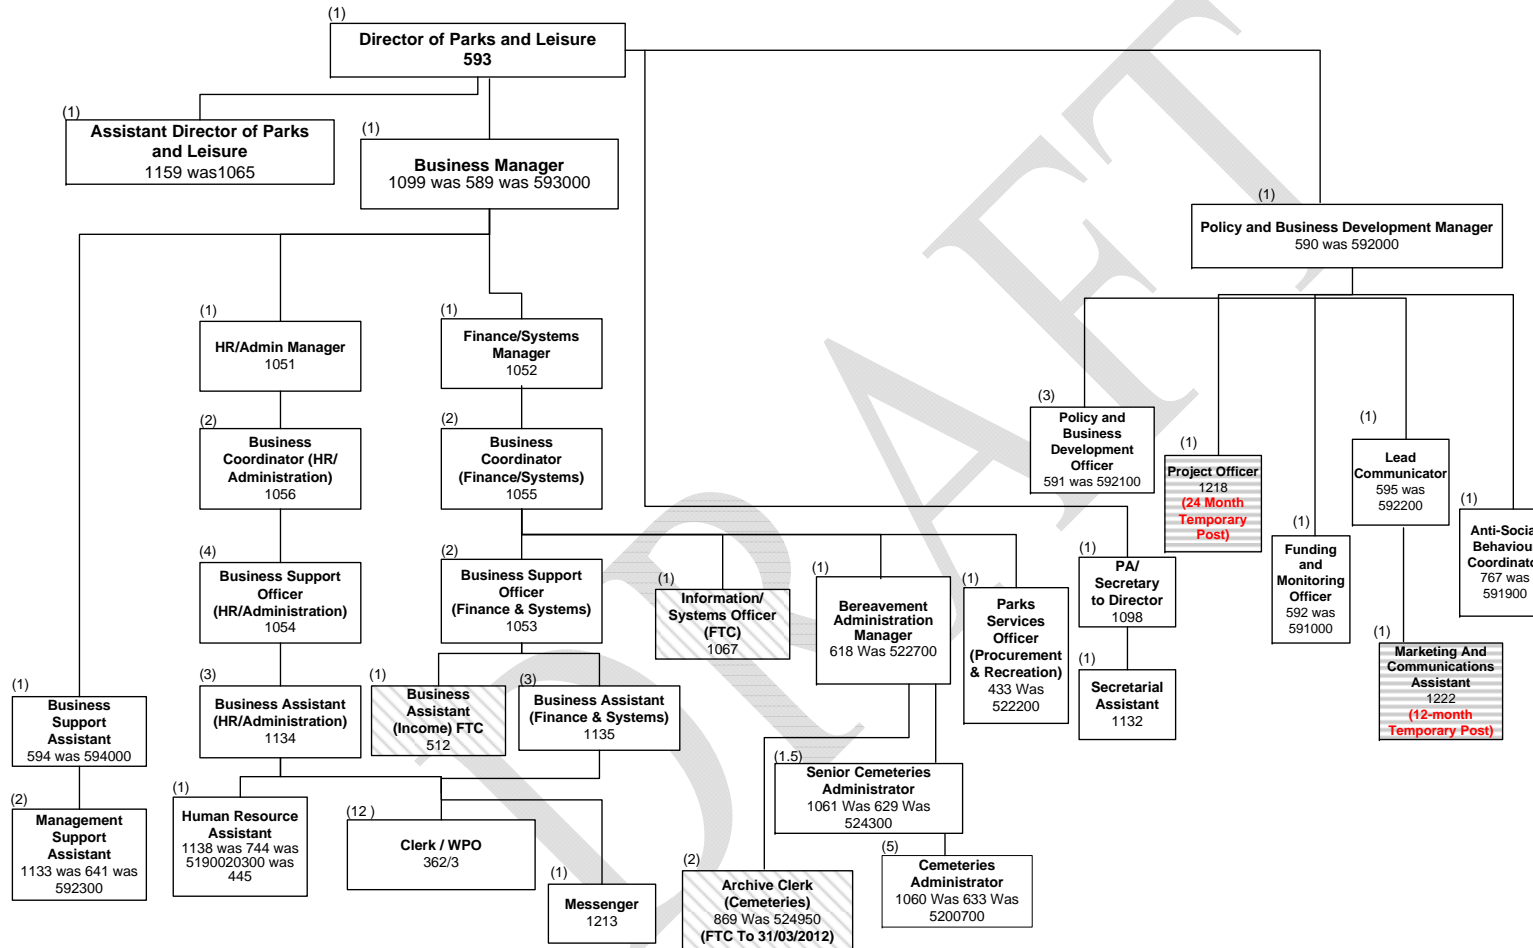 (1)
Director of Parks and Leisure
593
(1)
Assistant Director of Parks
and Leisure
1159 was1065
(1)
Business Manager
1099 was 589 was 593000
(1)
Policy and Business Development Manager
590 was 592000
(1)
HR/Admin Manager
1051
(1)
Finance/Systems
Manager
1052
(2)
Business
Coordinator (HR/
Administration)
1056
(2)
Business
Coordinator
(Finance/Systems)
1055
(3)
Policy and
Business
Development
Officer
591 was 592100
(1)
Project Officer
1218
(24 Month
Temporary
Post)
(1)
Lead
Communicator
595 was
592200
(1)
Funding
and
Monitoring
Officer
592 was
591000
(1)
Anti-Socia
Behaviou
Coordinato
767 was
591900
(4)
Business Support
Officer
(HR/Administration)
1054
(2)
Business Support
Officer
(Finance & Systems)
1053
(1)
Information/
Systems Officer
(FTC)
1067
(1)
Bereavement
Administration
Manager
618 Was 522700
(1)
Parks
Services
Officer
(Procurement
& Recreation)
433 Was
522200
(1)
PA/
Secretary
to Director
1098
(1)
Secretarial
Assistant
1132
(1)
Marketing And
Communications
Assistant
1222
(12-month
Temporary Post)
(1)
Business
Support
Assistant
594 was 594000
(3)
Business Assistant
(HR/Administration)
1134
(1)
Business
Assistant
(Income) FTC
512
(3)
Business Assistant
(Finance & Systems)
1135
(2)
Management
Support
Assistant
1133 was 641 was
592300
(1)
Human Resource
Assistant
1138 was 744 was
5190020300 was
445
(12 )
Clerk / WPO
362/3
(1)
Messenger
1213
(1.5)
Senior Cemeteries
Administrator
1061 Was 629 Was
524300
(2)
Archive Clerk
(Cemeteries)
869 Was 524950
(FTC To 31/03/2012)
(5)
Cemeteries
Administrator
1060 Was 633 Was
5200700
DRAFT